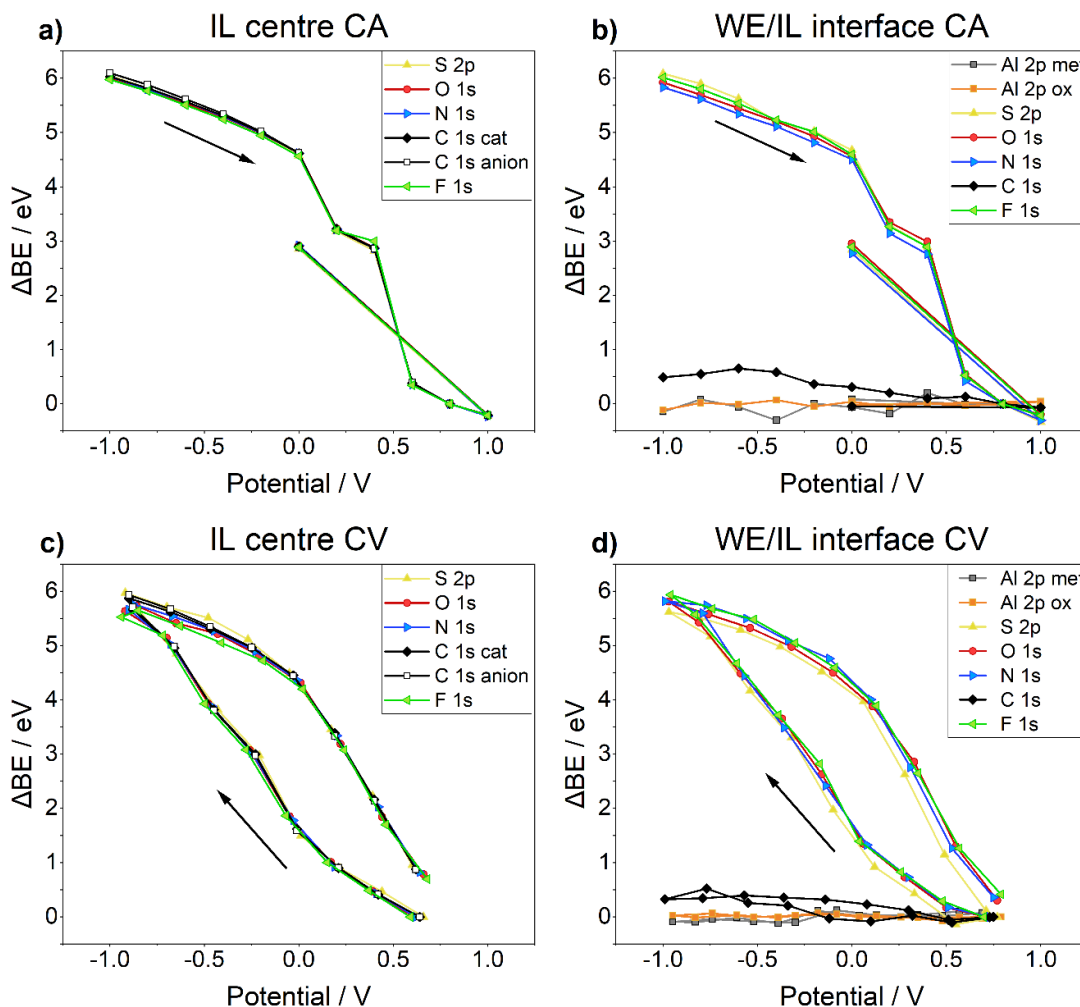 a)
IL centre CA
S 2p
O 1s
N 1s
C 1s cat
C 1s anion
F 1s
6
5
4
3
2
1
0
ΔBE / eV
-1.0 -0.5 0.0 0.5 1.0
Potential / V
b)
WE/IL interface CA
Al 2p met
Al 2p ox
S 2p
O 1s
N 1s
C 1s
F 1s
6
5
4
3
2
1
0
ΔBE / eV
-1.0 -0.5 0.0 0.5 1.0
Potential / V
c)
IL centre CV
S 2p
O 1s
N 1s
C 1s cat
C 1s anion
F 1s
6
5
4
3
2
1
0
ΔBE / eV
-1.0 -0.5 0.0 0.5 1.0
Potential / V
d)
WE/IL interface CV
Al 2p met
Al 2p ox
S 2p
O 1s
N 1s
C 1s
F 1s
6
5
4
3
2
1
0
ΔBE / eV
-1.0 -0.5 0.0 0.5 1.0
Potential / V